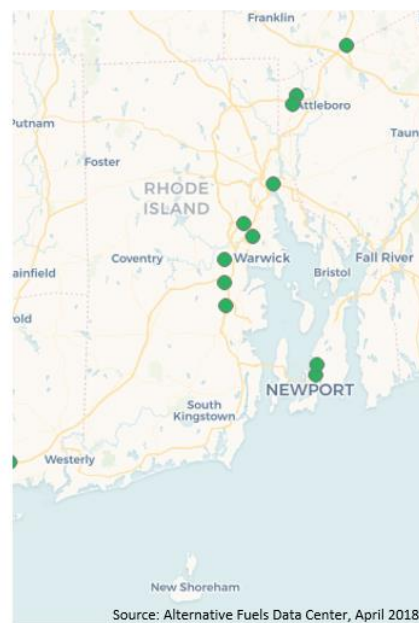 Franklin
Attleboro
Putnam
Taun
Foster
RHODE
ISLAND
Coventry
Warwick
Fall River
Bristol
ainfield
old
NEWPORT
South
Kingstown
Westerly
New Shoreham
Source: Alternative Fuels Data Center, April 2018